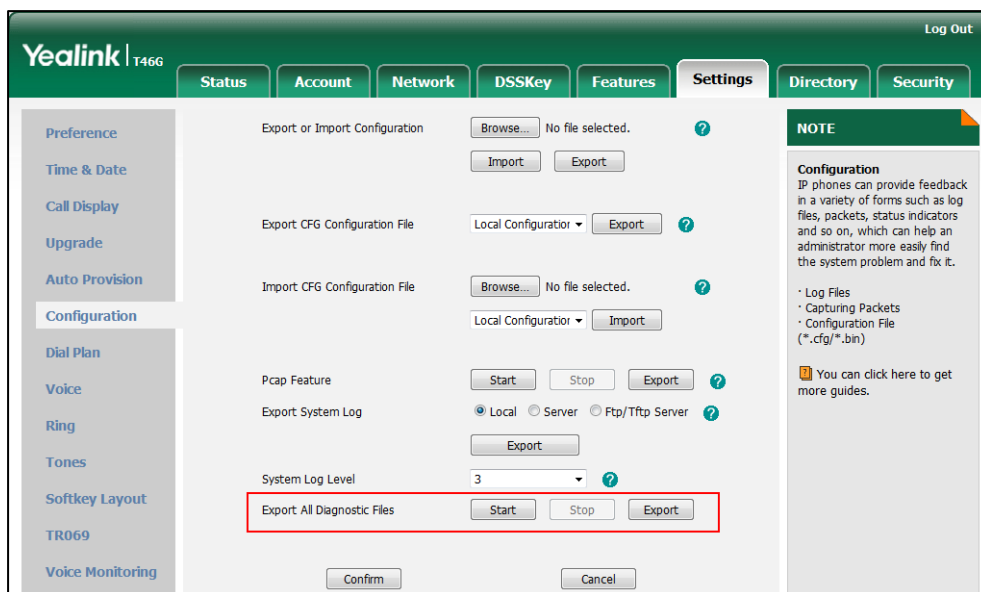 Log Out
Yealink T46G
Status Account Network DSSKey Features Settings Directory Security
Preference
Time & Date
Call Display
Upgrade
Auto Provision
Configuration
Dial Plan
Voice
Ring
Tones
Softkey Layout
TR069
Voice Monitoring
Export or Import Configuration Browse... No file selected. ?
Import Export
Export CFG Configuration File Local Configuratior Export ?
Import CFG Configuration File Browse... No file selected. ?
Local Configuratior Import
Pcap Feature Start Stop Export ?
Export System Log Local Server Ftp/Tftp Server ?
Export
System Log Level 3 ?
Export All Diagnostic Files Start Stop Export
Confirm Cancel
NOTE
Configuration
IP phones can provide feedback
in a variety of forms such as log
files, packets, status indicators
and so on, which can help an
administrator more easily find
the system problem and fix it.
· Log Files
· Capturing Packets
· Configuration File
(*.cfg/*.bin)
? You can click here to get
more guides.